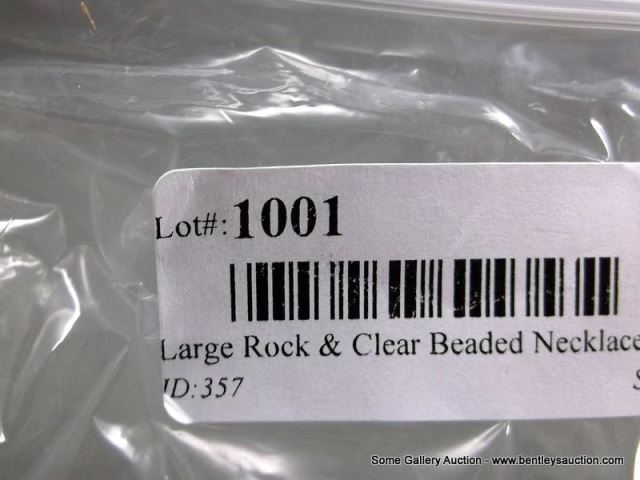 Lot#: 1001
Large Rock & Clear Beaded Necklace
ID:357
Some Gallery Auction - www.bentleysauction.com